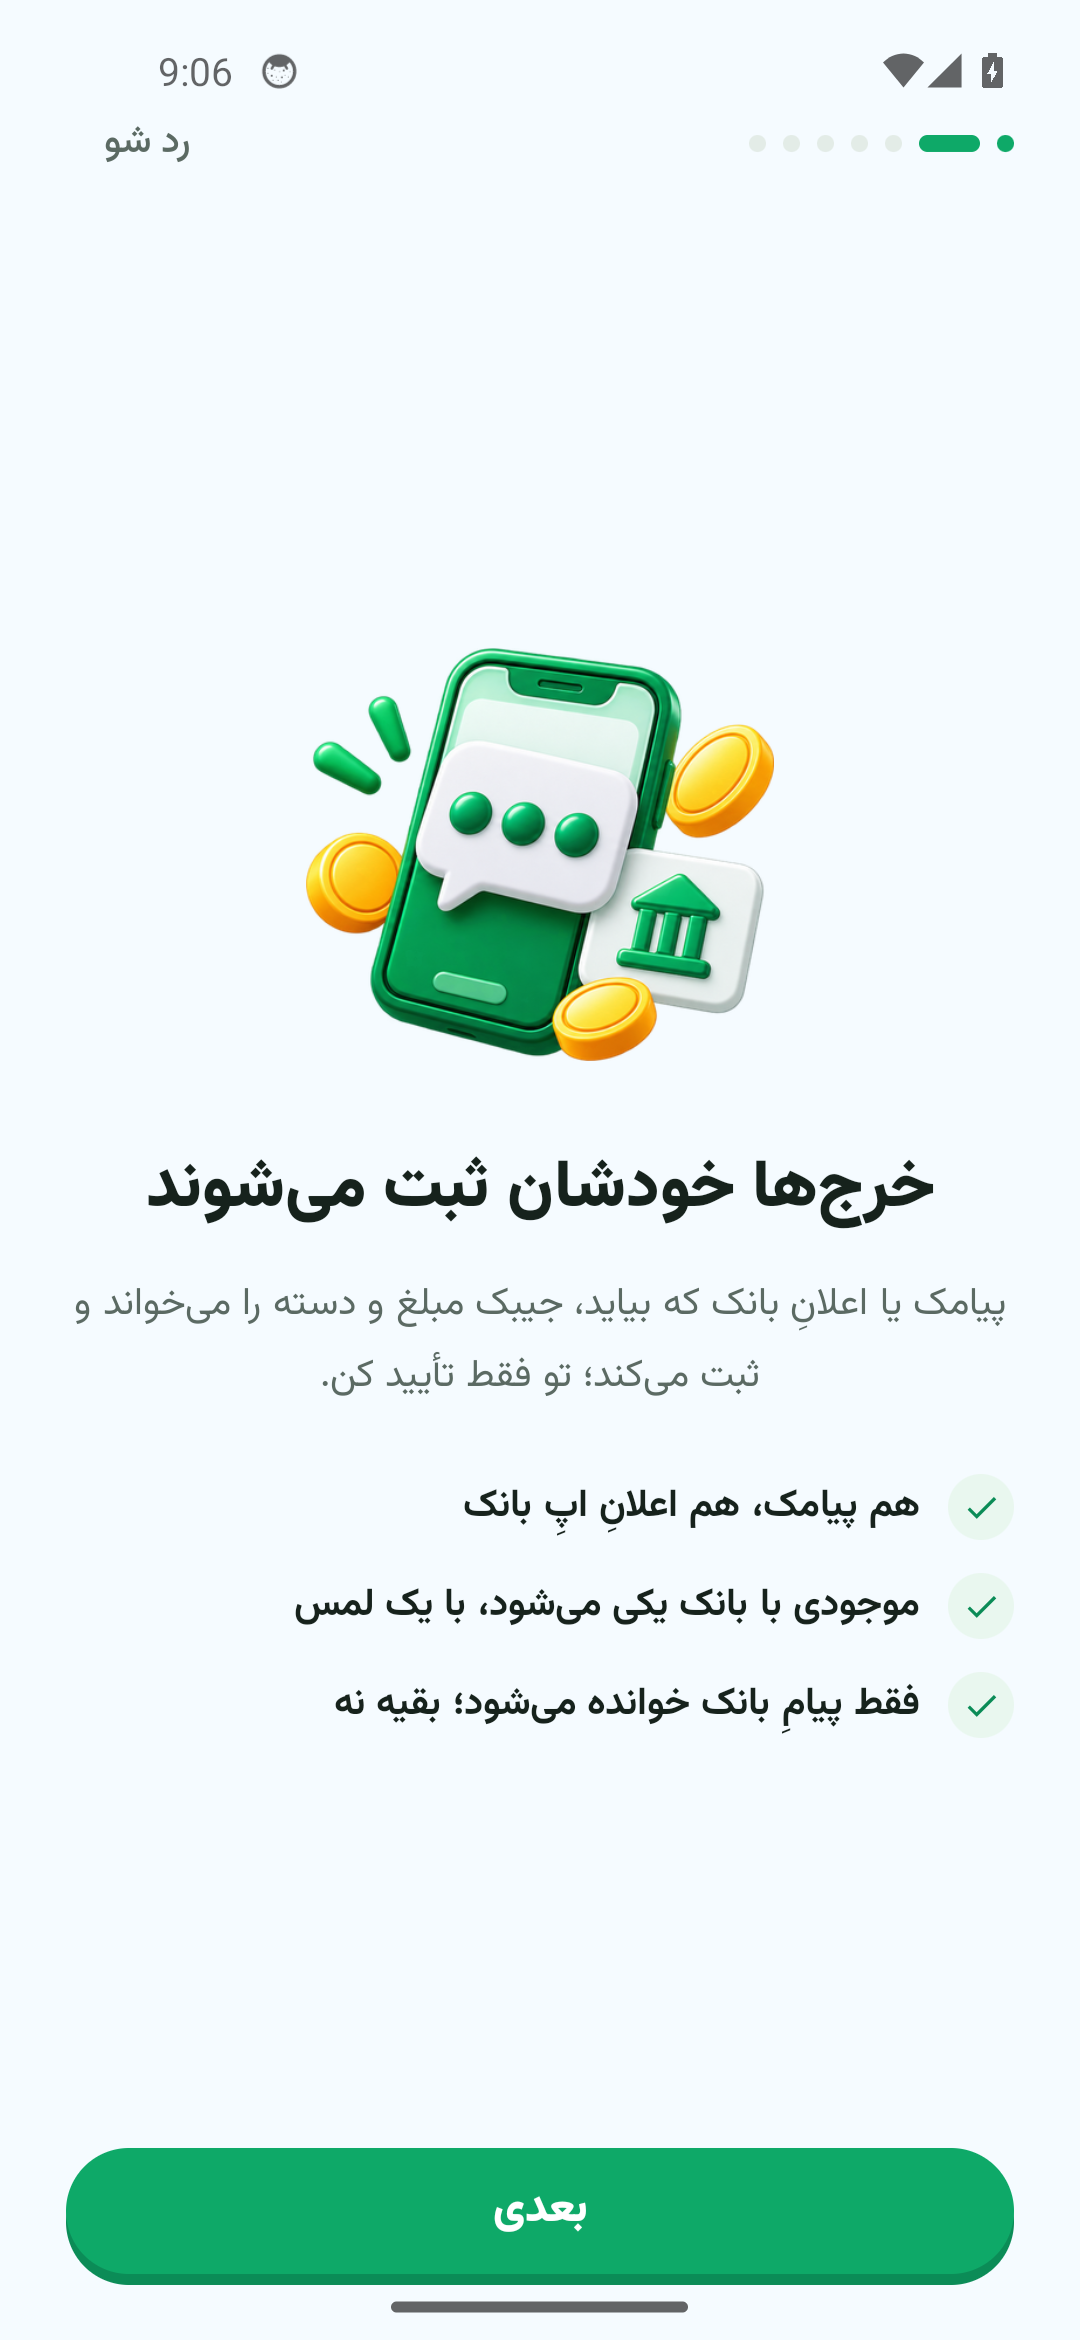 9:06
رد شو
خرج‌ها خودشان ثبت می‌شوند
پیامک یا اعلانِ بانک که بیاید، جیبک مبلغ و دسته را می‌خواند و
ثبت می‌کند؛ تو فقط تأیید کن.
هم پیامک، هم اعلانِ اپِ بانک
موجودی با بانک یکی می‌شود، با یک لمس
فقط پیامِ بانک خوانده می‌شود؛ بقیه نه
بعدی